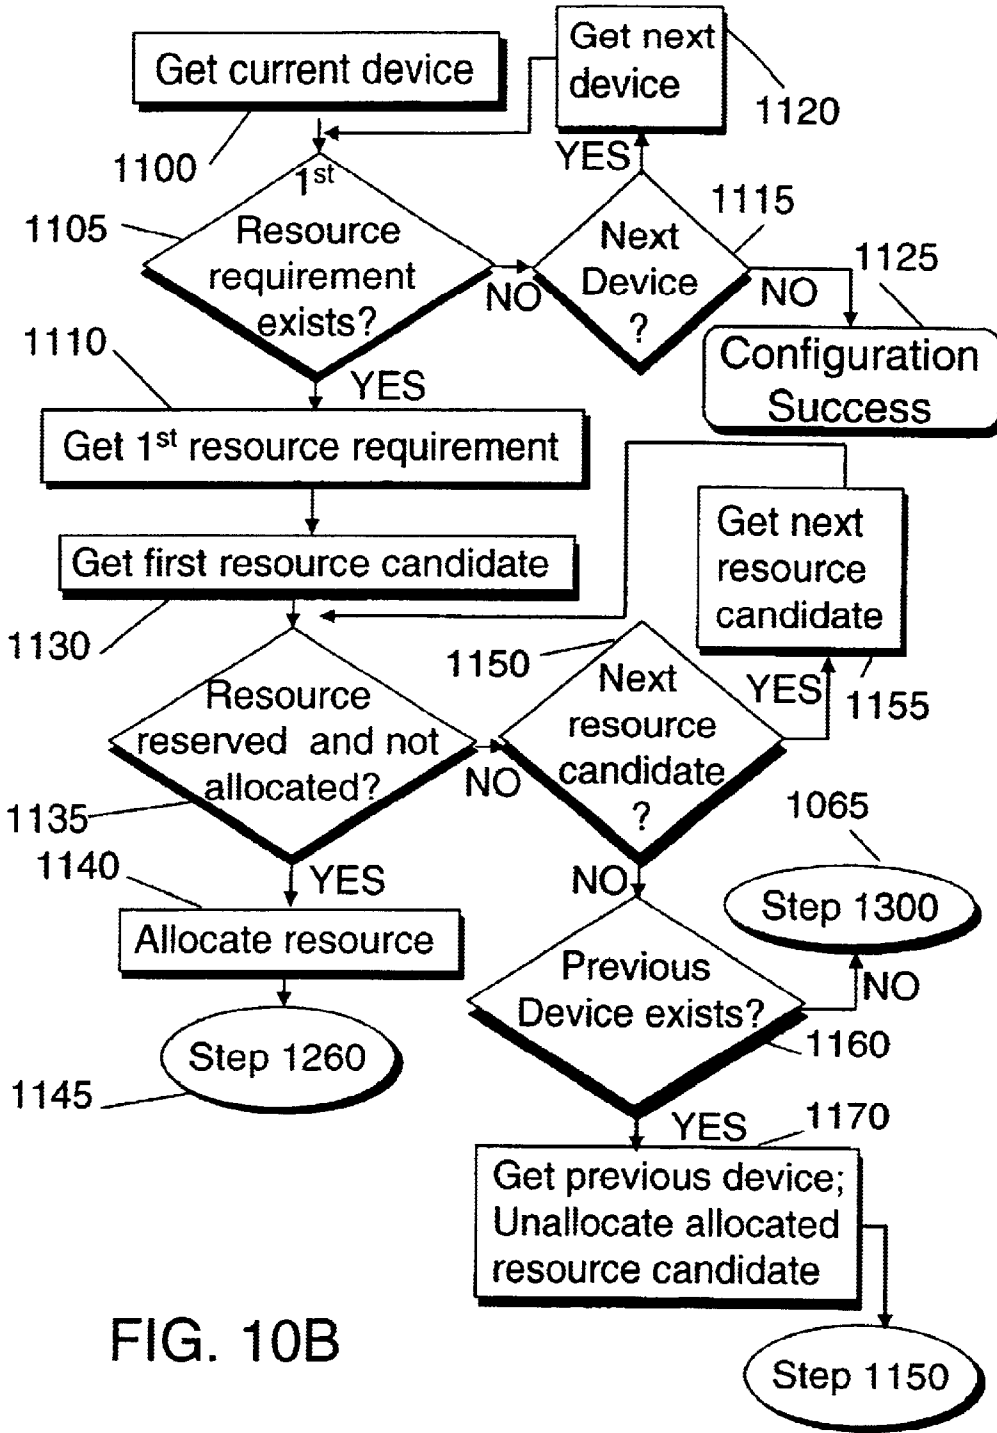 Get current device
1100
Get next
device
1120
YES
1st
Resource
requirement
exists?
1105
NO
Next
Device
?
1115
NO
1125
Configuration
Success
1110
YES
Get 1st resource requirement
Get first resource candidate
1130
Get next
resource
candidate
1155
YES
Resource
reserved and not
allocated?
1135
NO
1150
Next
resource
candidate
?
NO
1140
YES
Allocate resource
Step 1260
1145
1065
Step 1300
NO
Previous
Device exists?
1160
YES
1170
Get previous device;
Unallocate allocated
resource candidate
Step 1150
FIG. 10B